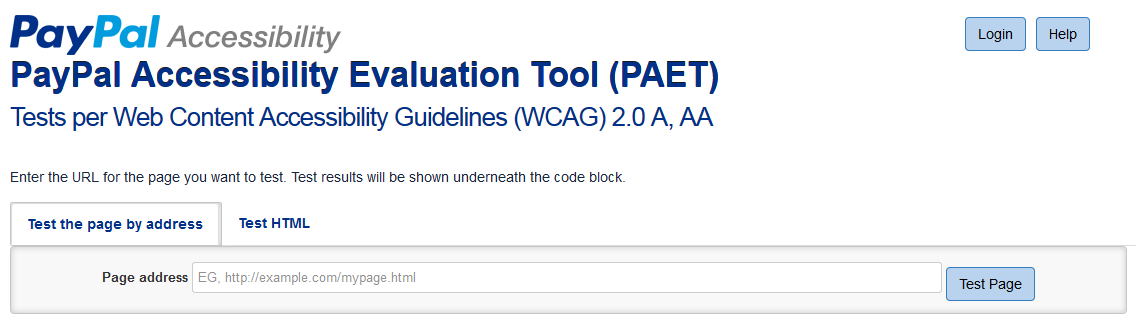 PayPal Accessibility
Login Help
PayPal Accessibility Evaluation Tool (PAET)
Tests per Web Content Accessibility Guidelines (WCAG) 2.0 A, AA
Enter the URL for the page you want to test. Test results will be shown underneath the code block.
Test the page by address Test HTML
Page address EG, http://example.com/mypage.html Test Page